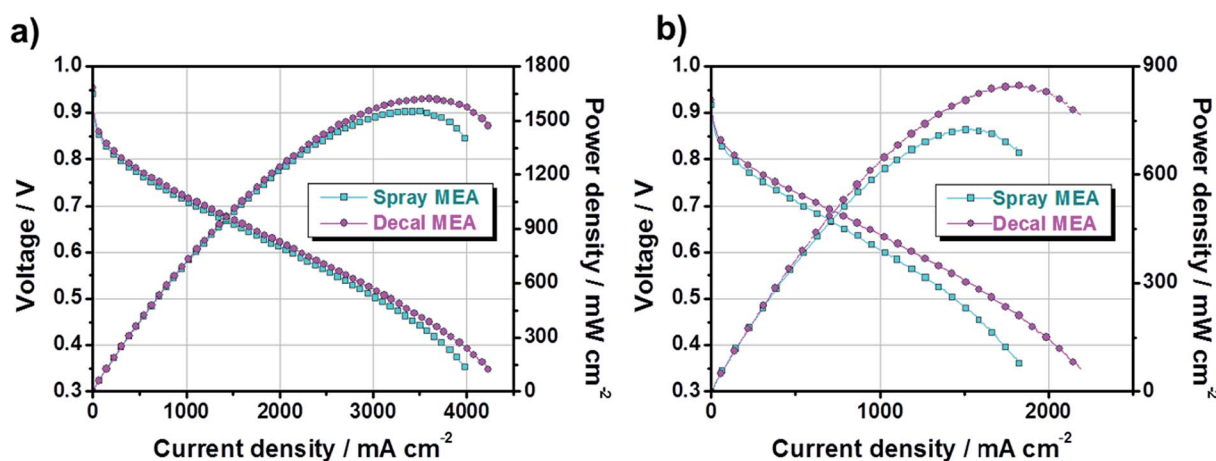 a)
1.0
0.9
0.8
0.7
0.6
0.5
0.4
0.3
Voltage / V
1800
1500
1200
900
600
300
0
Power density / mW cm-2
Spray MEA
Decal MEA
0 1000 2000 3000 4000
Current density / mA cm-2
b)
1.0
0.9
0.8
0.7
0.6
0.5
0.4
0.3
Voltage / V
900
600
300
0
Power density / mW cm-2
Spray MEA
Decal MEA
0 1000 2000
Current density / mA cm-2